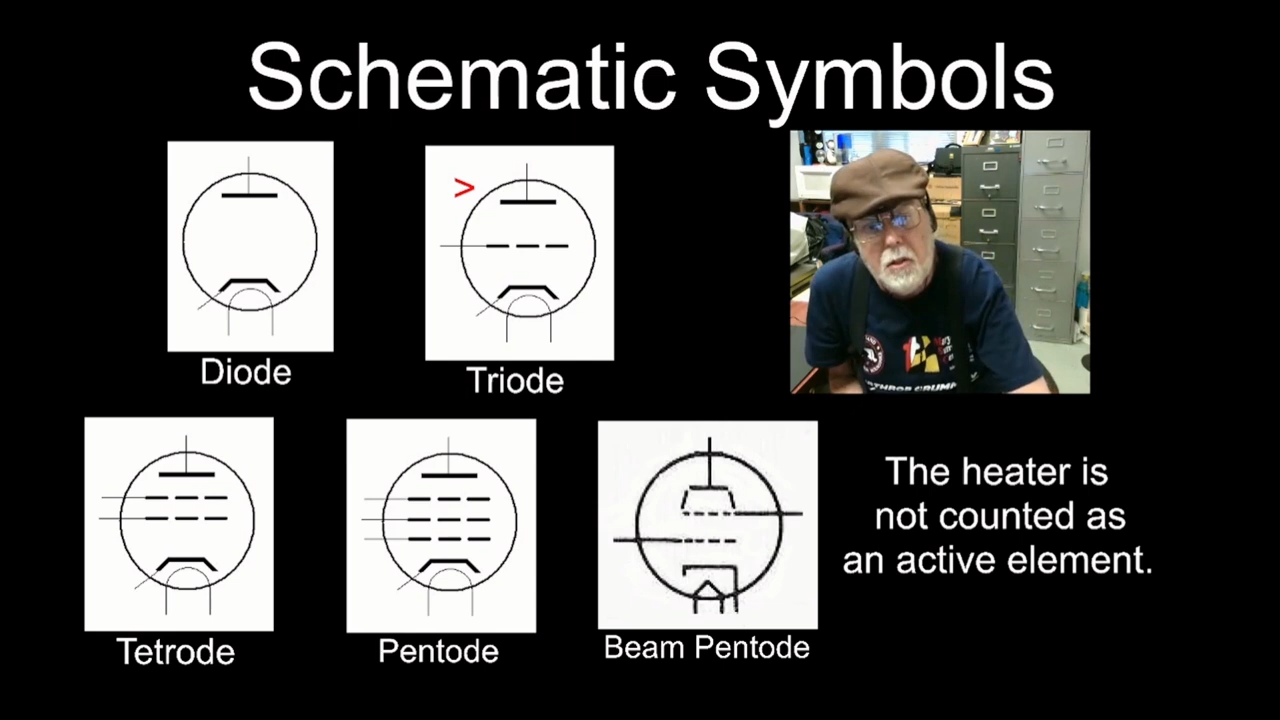 Schematic Symbols
>
Diode
Triode
Tetrode
Pentode
Beam Pentode
The heater is
not counted as
an active element.